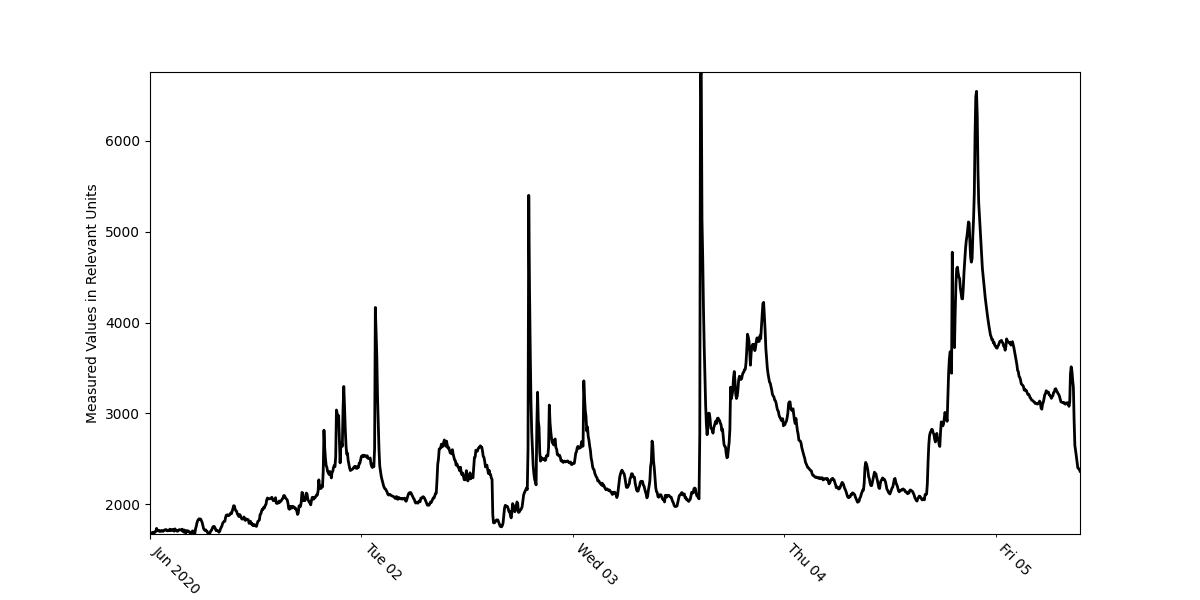 6000
5000
4000
3000
2000
Measured Values in Relevant Units
Jun 2020
Tue 02
Wed 03
Thu 04
Fri 05